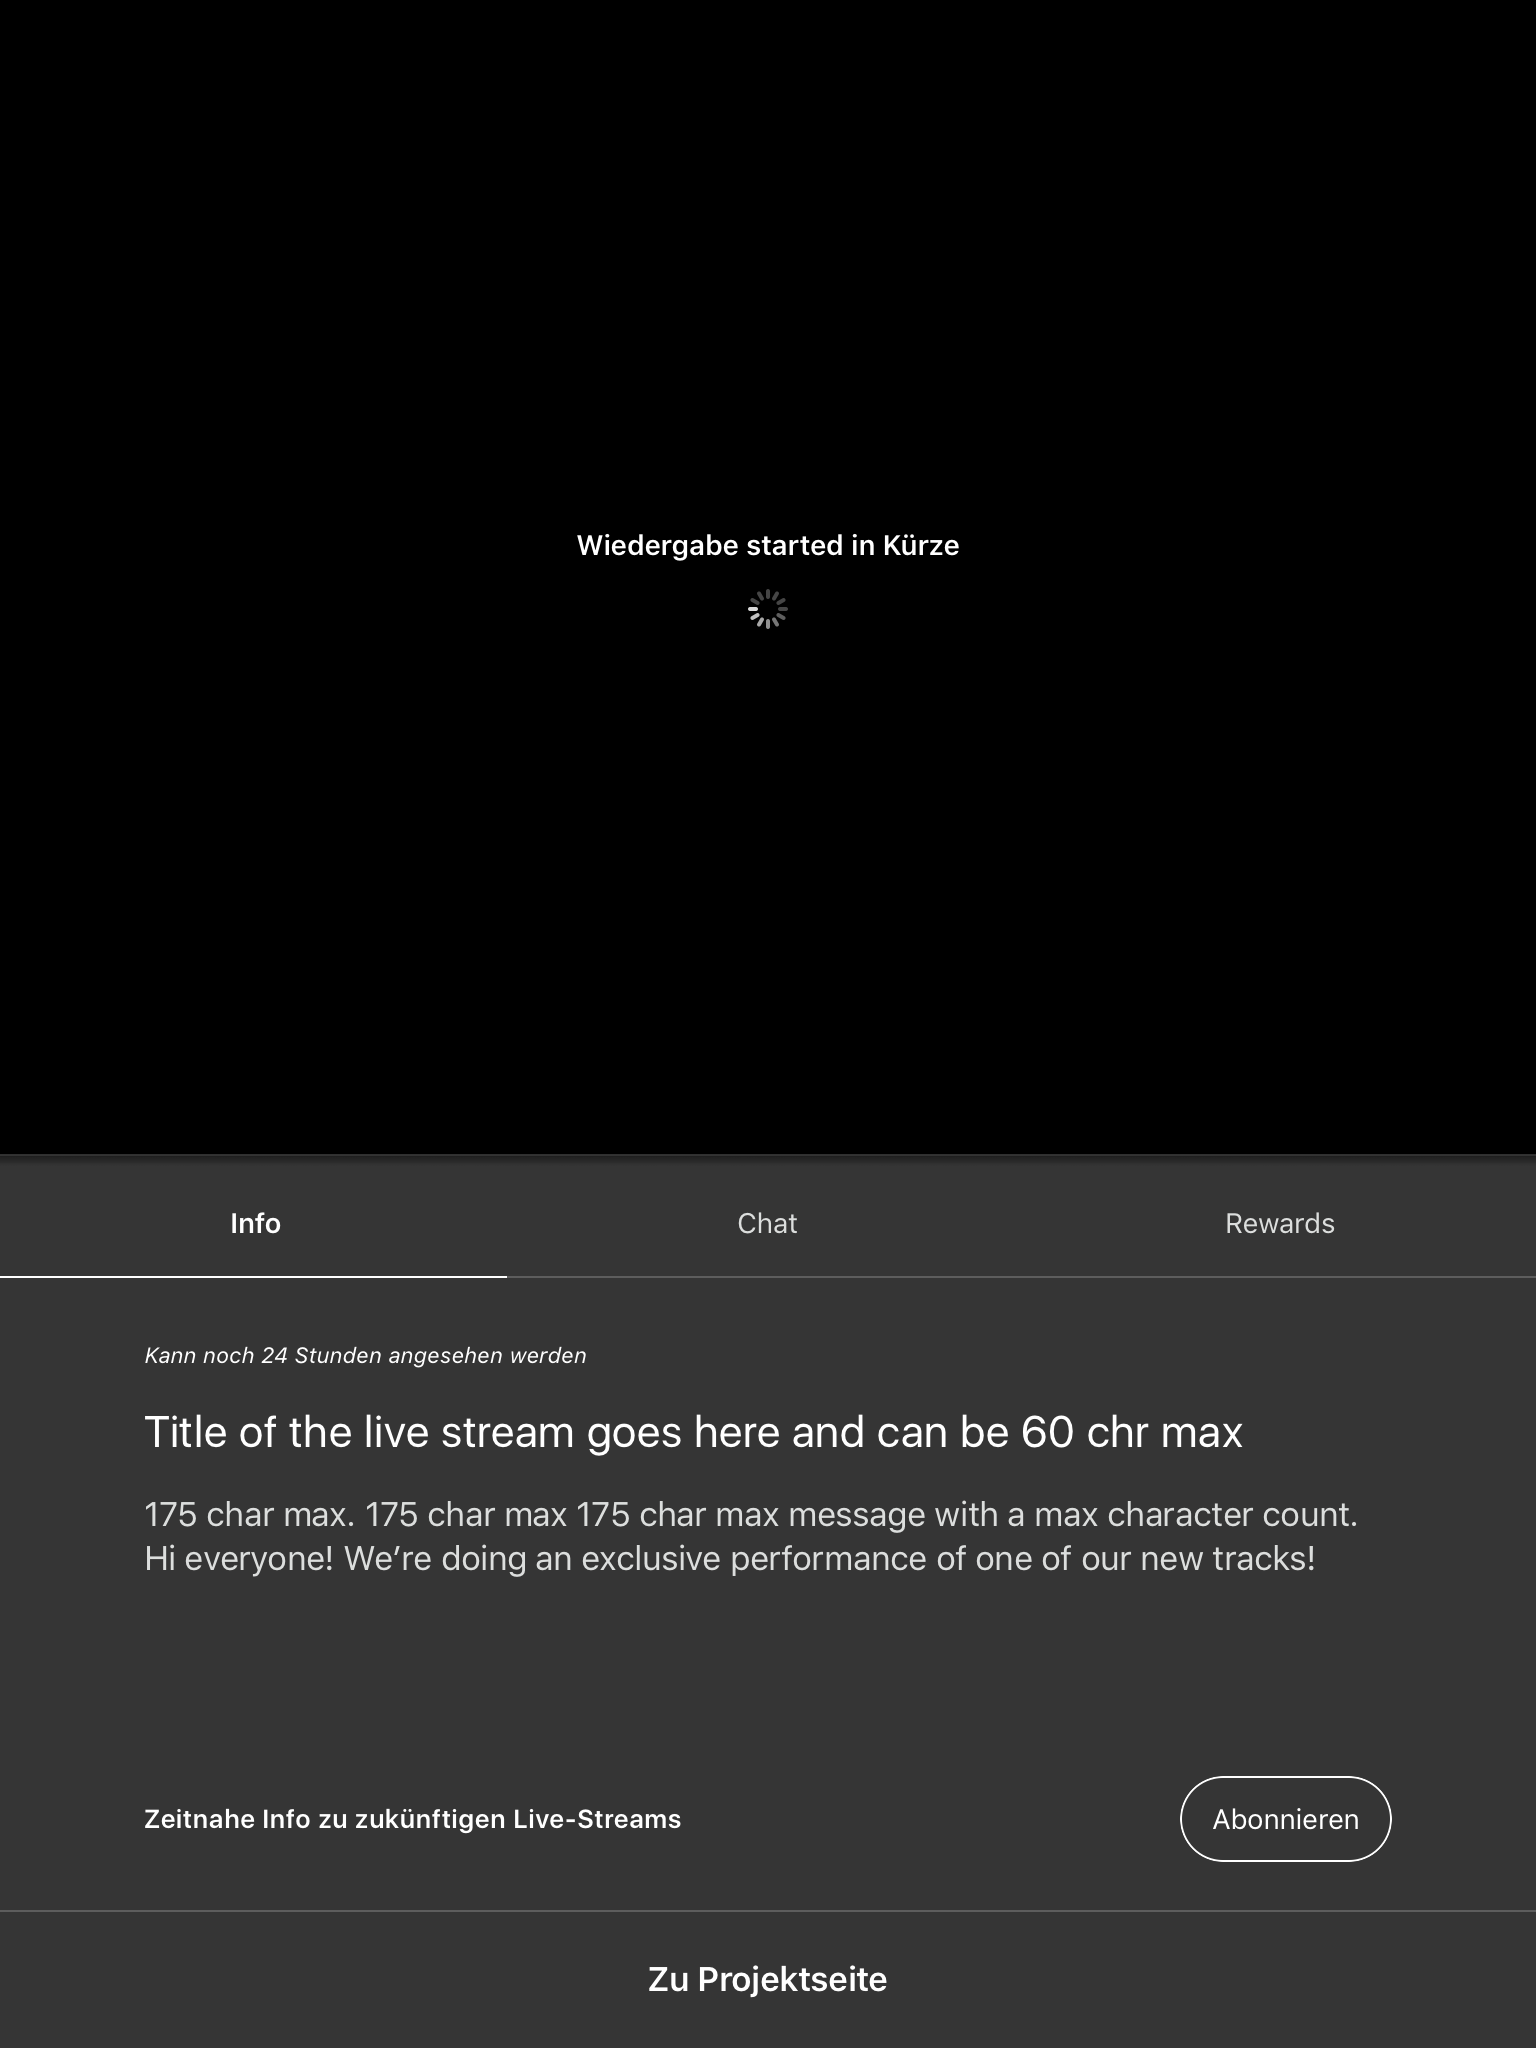 Wiedergabe started in Kürze
Info
Chat
Rewards
Kann noch 24 Stunden angesehen werden
Title of the live stream goes here and can be 60 chr max
175 char max. 175 char max 175 char max message with a max character count.
Hi everyone! We’re doing an exclusive performance of one of our new tracks!
Zeitnahe Info zu zukünftigen Live-Streams
Abonnieren
Zu Projektseite